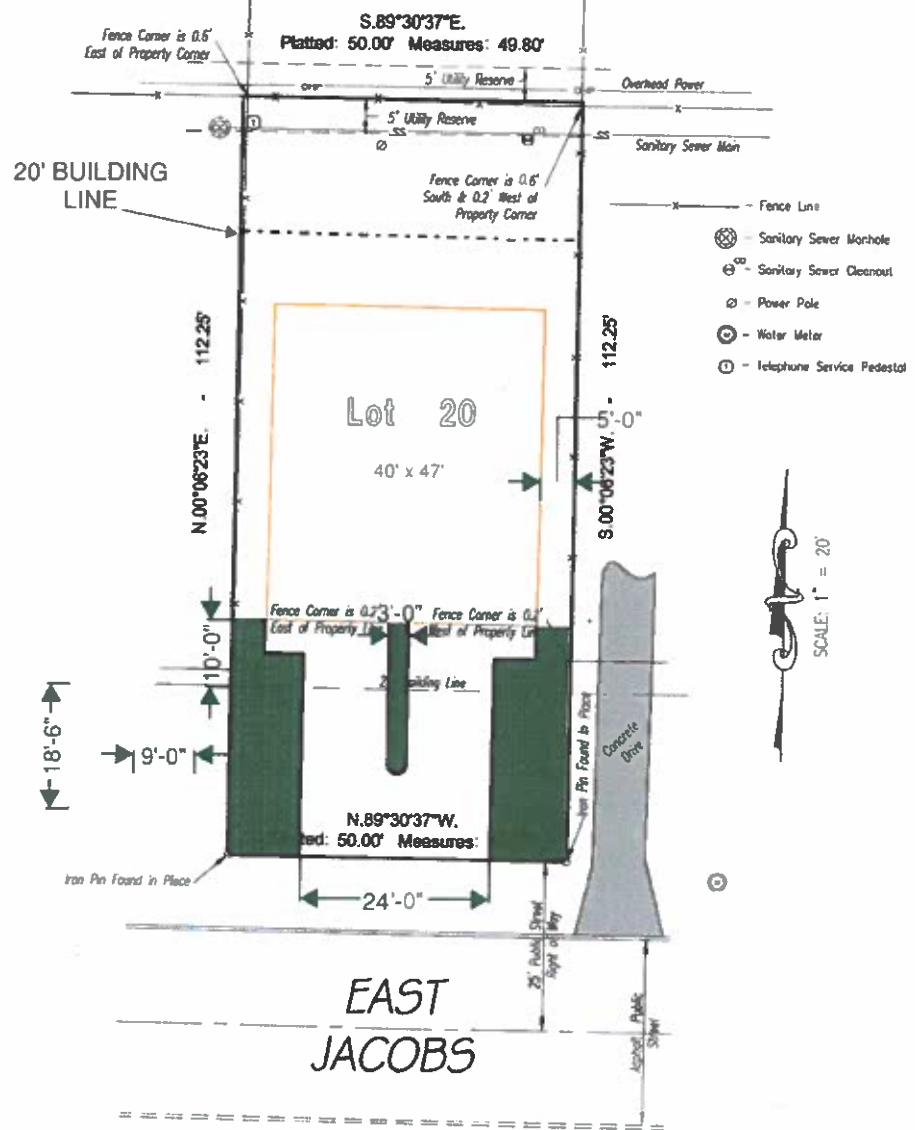 S.89°30'37"E.
Platted: 50.00' Measures: 49.80'
Fence Corner is 0.6'
East of Property Corner
5' Utility Reserve
OHP
Overhead Power
5' Utility Reserve
SS
SS
Sanitary Sewer Main
20' BUILDING
LINE
Fence Corner is 0.6'
South & 0.2' West of
Property Corner
- Fence Line
- Sanitary Sewer Manhole
- Sanitary Sewer Cleanout
- Power Pole
- Water Meter
- Telephone Service Pedestal
N.00°06'23"E. - 112.25'
S.00°06'23"W. - 112.25'
Lot 20
40' x 47'
5'-0"
SCALE: 1" = 20'
Fence Corner is
East of Property
3'-0"
Fence Corner is
West of Property Line
10'-0"
Building Line
18'-6"
9'-0"
Iron Pin Found In Place
Concrete
Drive
N.89°30'37"W.
ted: 50.00' Measures:
Iron Pin Found in Place
24'-0"
25' Public Street
Right of Way
EAST
JACOBS
Asphalt Public
Street